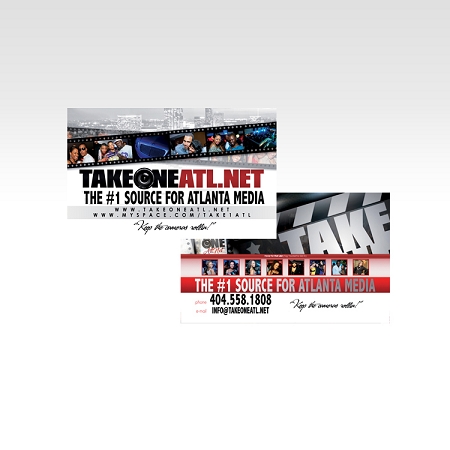 TAKEONEATL.NET
THE #1 SOURCE FOR ATLANTA MEDIA
WWW.TAKEONEATL.NET
WWW.MYSPACE.COM/TAKE1ATL
"Keep the cameras rollin!"
TAKE
ONE
THE #1 SOURCE FOR ATLANTA MEDIA
phone 404.558.1808
e-mail INFO@TAKEONEATL.NET
"Keep the cameras rollin!"